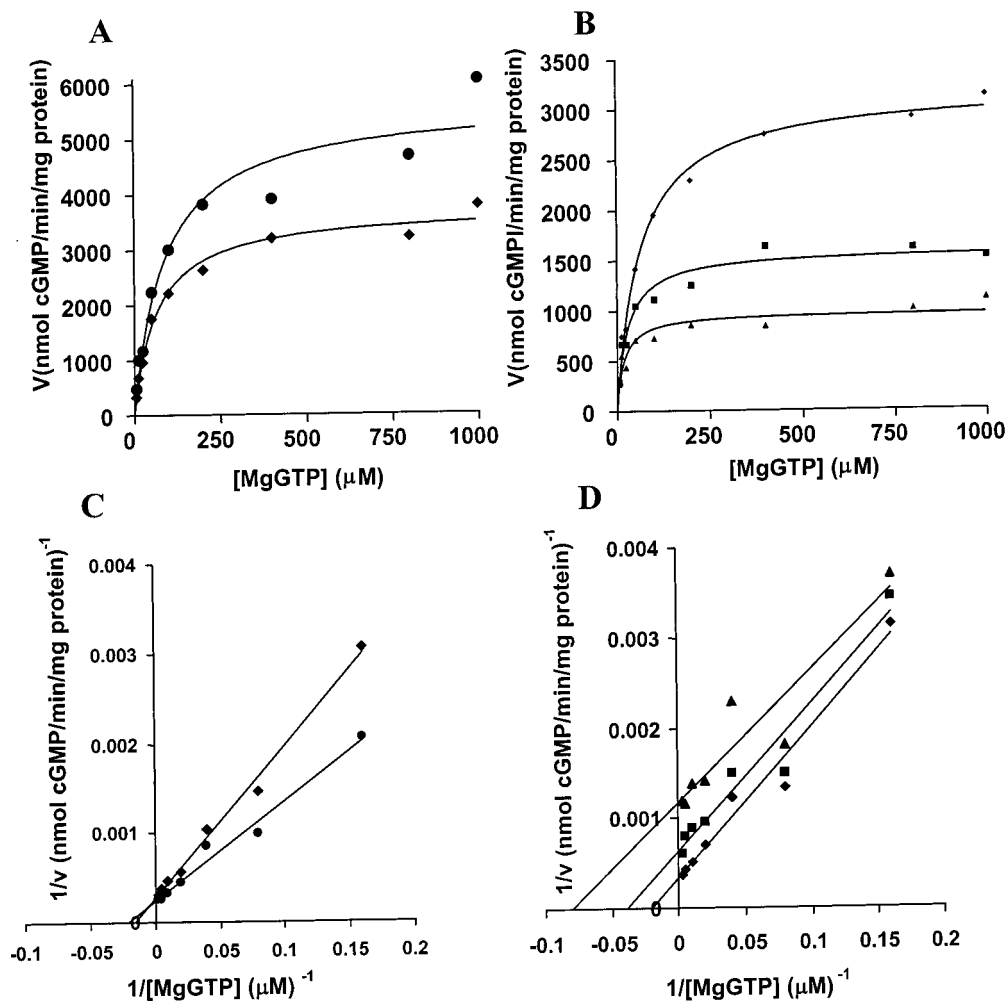 A
V(nmol cGMP/min/mg protein)
6000
5000
4000
3000
2000
1000
0
0 250 500 750 1000
[MgGTP] (μM)
B
V(nmol cGMPl/min/mg protein)
3500
3000
2500
2000
1500
1000
500
0
0 250 500 750 1000
[MgGTP] (μM)
C
1/v (nmol cGMP/min/mg protein)⁻¹
0.004
0.003
0.002
0.001
0
-0.1 -0.05 0 0.05 0.1 0.15 0.2
1/[MgGTP] (μM)⁻¹
D
1/v (nmol cGMP/min/mg protein)⁻¹
0.004
0.003
0.002
0.001
0
-0.1 -0.05 0 0.05 0.1 0.15 0.2
1/[MgGTP] (μM)⁻¹